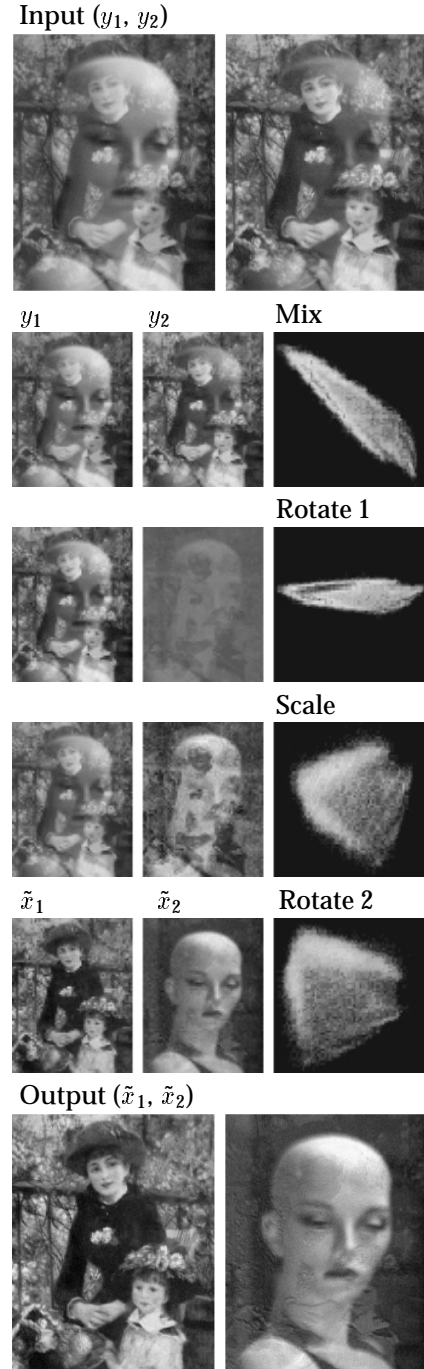 Input (y₁, y₂)
y₁ y₂ Mix
Rotate 1
Scale
x̃₁ x̃₂ Rotate 2
Output (x̃₁, x̃₂)